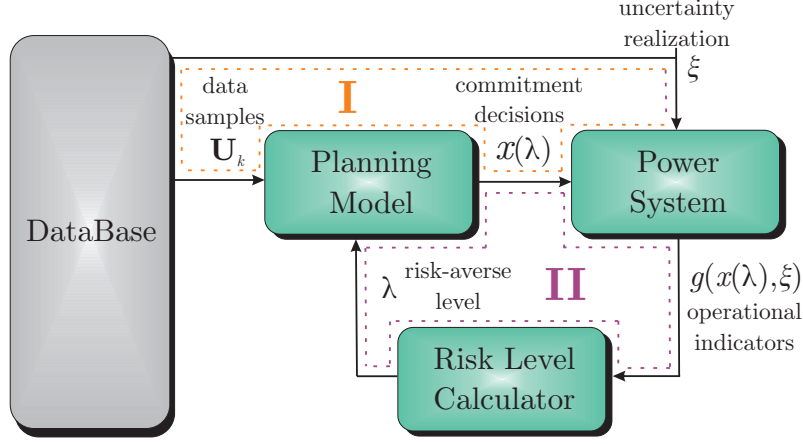 uncertainty
realization
ξ
data
samples
U_k
I
commitment
decisions
x(λ)
DataBase
Planning
Model
Power
System
λ
risk-averse
level
II
g(x(λ),ξ)
operational
indicators
Risk Level
Calculator